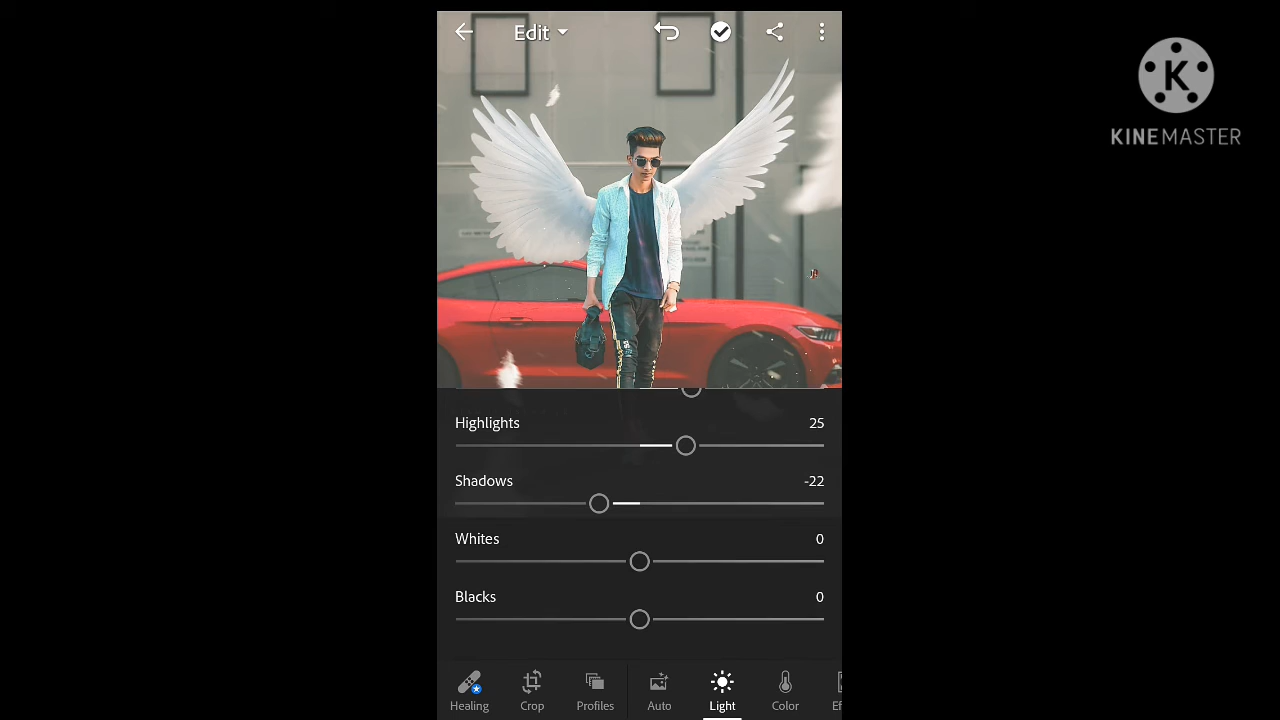 Edit
KINEMASTER
Highlights 25
Shadows -22
Whites 0
Blacks 0
Healing Crop Profiles Auto Light Color